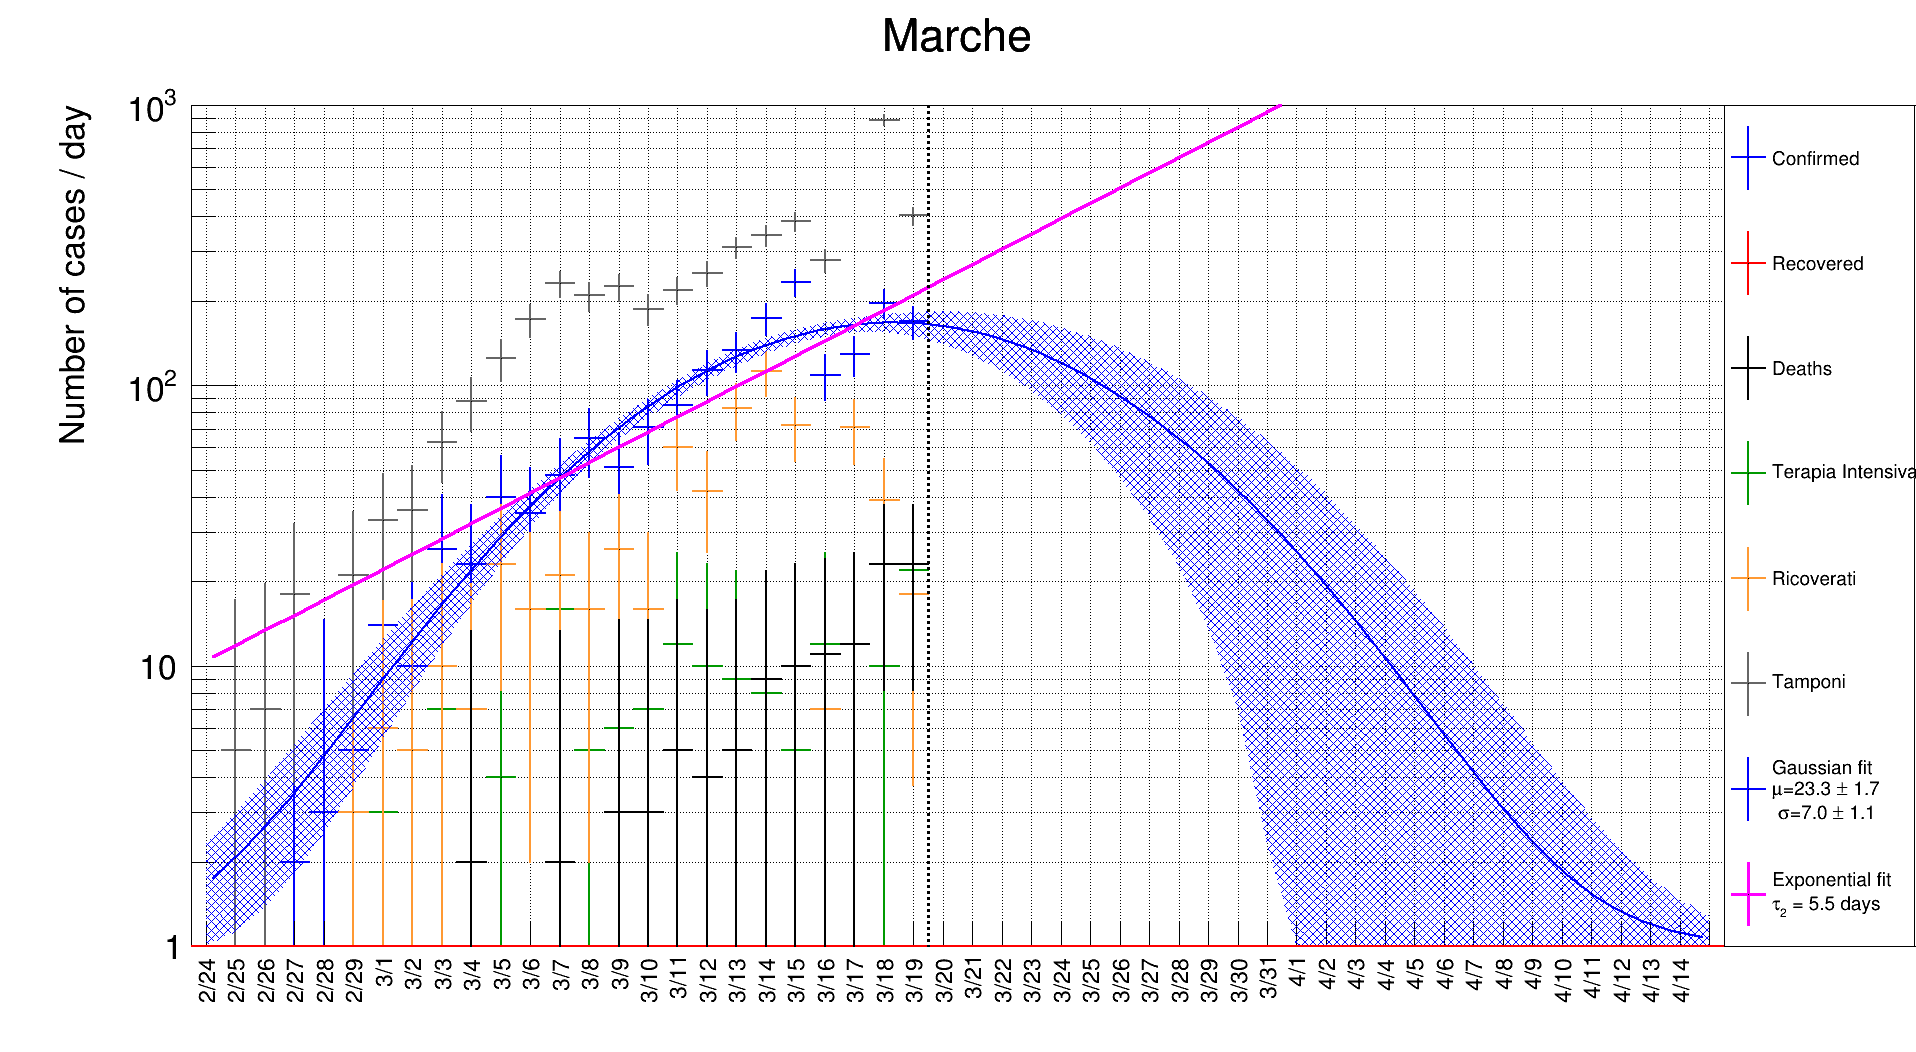 Marche
Number of cases / day
10³
10²
10
1
2/24 2/25 2/26 2/27 2/28 2/29 3/1 3/2 3/3 3/4 3/5 3/6 3/7 3/8 3/9 3/10 3/11 3/12 3/13 3/14 3/15 3/16 3/17 3/18 3/19 3/20 3/21 3/22 3/23 3/24 3/25 3/26 3/27 3/28 3/29 3/30 3/31 4/1 4/2 4/3 4/4 4/5 4/6 4/7 4/8 4/9 4/10 4/11 4/12 4/13 4/14
Confirmed
Recovered
Deaths
Terapia Intensiva
Ricoverati
Tamponi
Gaussian fit
μ=23.3 ± 1.7
σ=7.0 ± 1.1
Exponential fit
τ₂ = 5.5 days